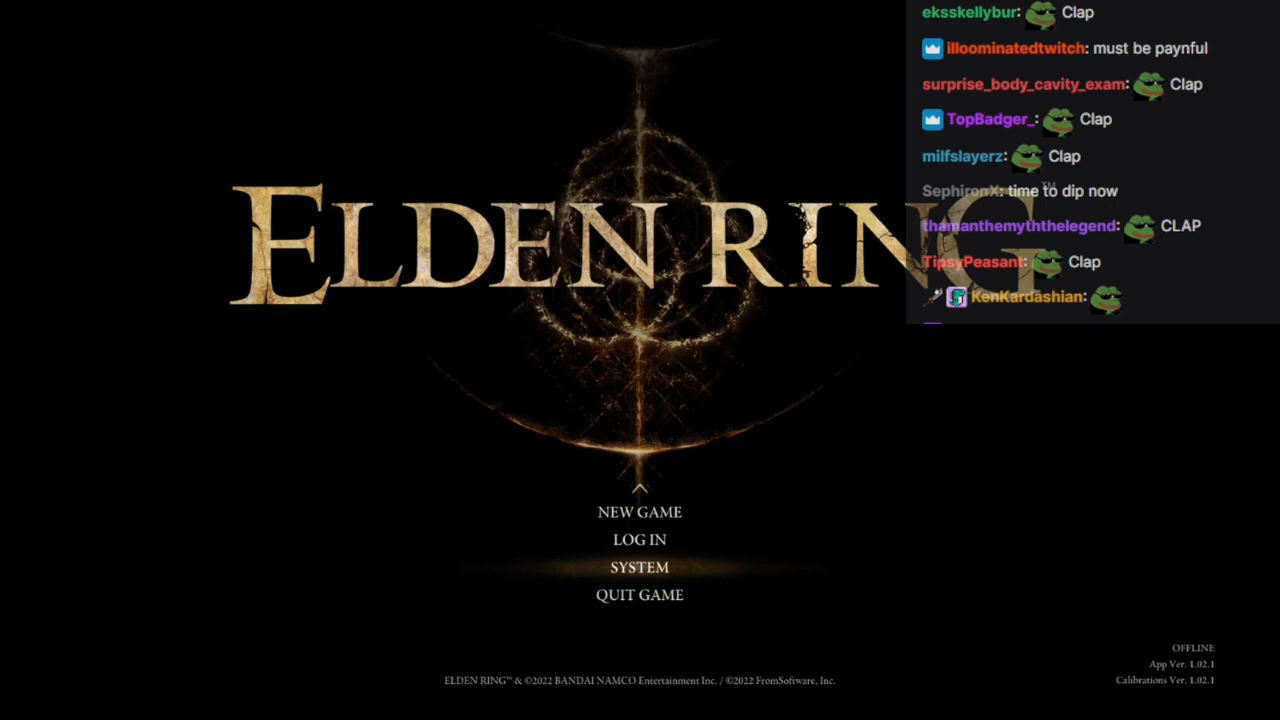 eksskellybur: Clap
illoominatedtwitch: must be paynful
surprise_body_cavity_exam: Clap
TopBadger_: Clap
milfslayerz: Clap
SephironX: time to dip now
thamanthemyththelegend: CLAP
TipsyPeasant: Clap
KenKardashian:
ELDEN RING™
NEW GAME
LOG IN
SYSTEM
QUIT GAME
OFFLINE
App Ver. 1.02.1
Calibrations Ver. 1.02.1
ELDEN RING™ & ©2022 BANDAI NAMCO Entertainment Inc. / ©2022 FromSoftware, Inc.